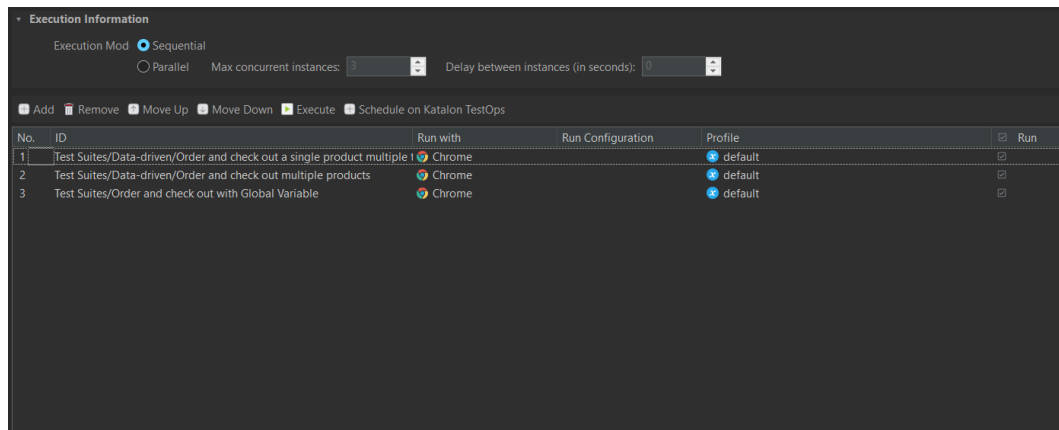 Execution Information
Execution Mod Sequential
Parallel Max concurrent instances: 3 Delay between instances (in seconds): 0
Add Remove Move Up Move Down Execute Schedule on Katalon TestOps
No. ID Run with Run Configuration Profile Run
1 Test Suites/Data-driven/Order and check out a single product multiple t Chrome default
2 Test Suites/Data-driven/Order and check out multiple products Chrome default
3 Test Suites/Order and check out with Global Variable Chrome default